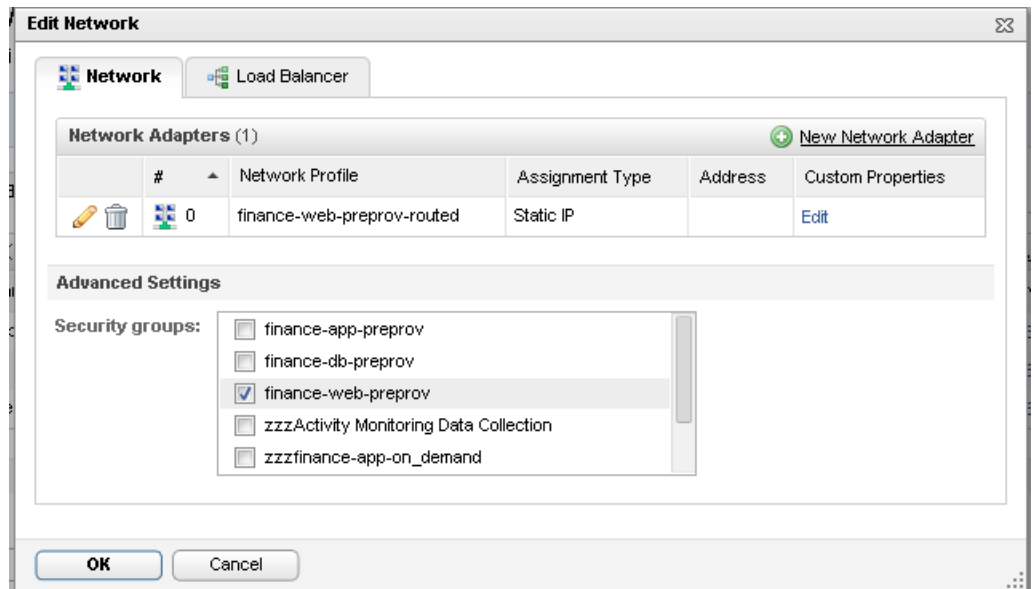 Edit Network
Network
Load Balancer
Network Adapters (1)
New Network Adapter
# Network Profile Assignment Type Address Custom Properties
0 finance-web-preprov-routed Static IP Edit
Advanced Settings
Security groups:
finance-app-preprov
finance-db-preprov
finance-web-preprov
zzzActivity Monitoring Data Collection
zzzfinance-app-on_demand
OK
Cancel